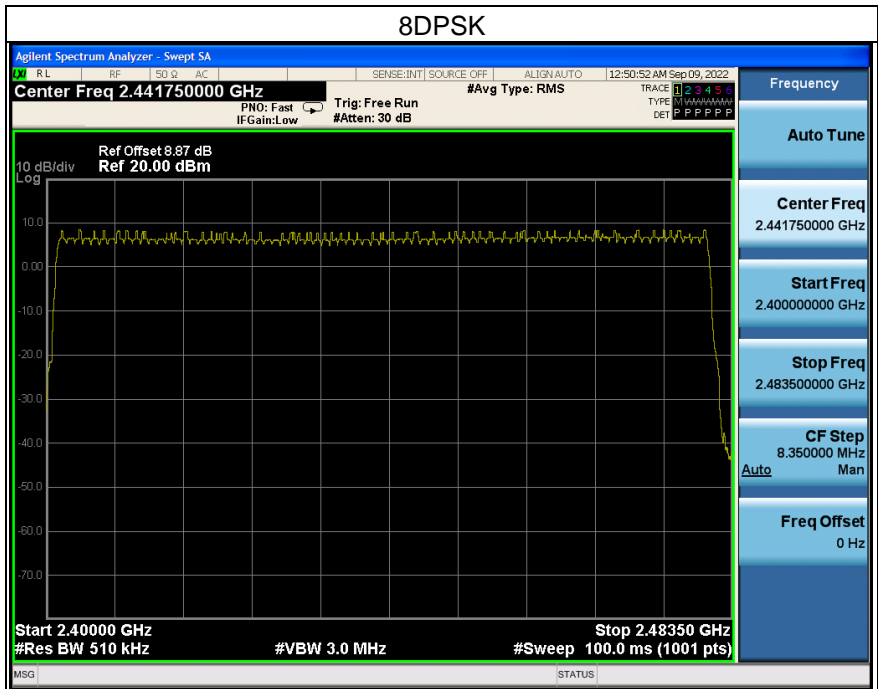 8DPSK
Agilent Spectrum Analyzer - Swept SA
LXI RL RF 50 Ω AC SENSE:INT SOURCE OFF ALIGN AUTO 12:50:52 AM Sep 09, 2022
Center Freq 2.441750000 GHz #Avg Type: RMS TRACE 1 2 3 4 5 6
PNO: Fast Trig: Free Run TYPE M WWWWW
IFGain:Low #Atten: 30 dB DET P P P P P P
Ref Offset 8.87 dB
10 dB/div Ref 20.00 dBm
Log
10.0
0.00
-10.0
-20.0
-30.0
-40.0
-50.0
-60.0
-70.0
Start 2.40000 GHz Stop 2.48350 GHz
#Res BW 510 kHz #VBW 3.0 MHz #Sweep 100.0 ms (1001 pts)
MSG STATUS
Frequency
Auto Tune
Center Freq
2.441750000 GHz
Start Freq
2.400000000 GHz
Stop Freq
2.483500000 GHz
CF Step
8.350000 MHz
Auto Man
Freq Offset
0 Hz